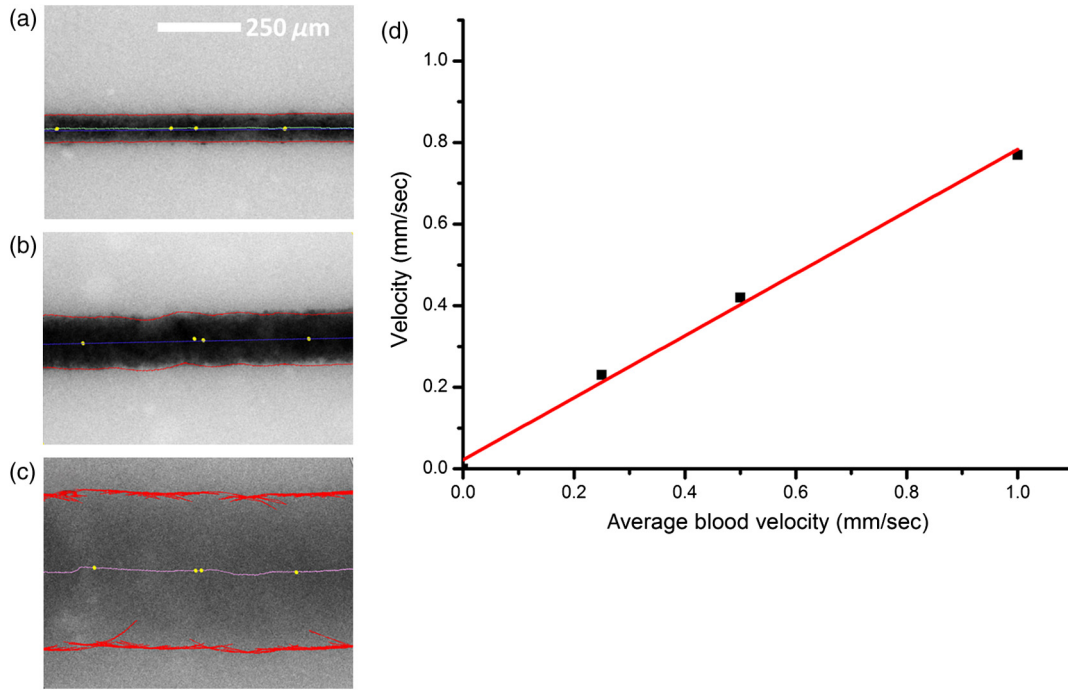 (a)
250 μm
(b)
(c)
(d)
Velocity (mm/sec)
1.0
0.8
0.6
0.4
0.2
0.0
0.0 0.2 0.4 0.6 0.8 1.0
Average blood velocity (mm/sec)